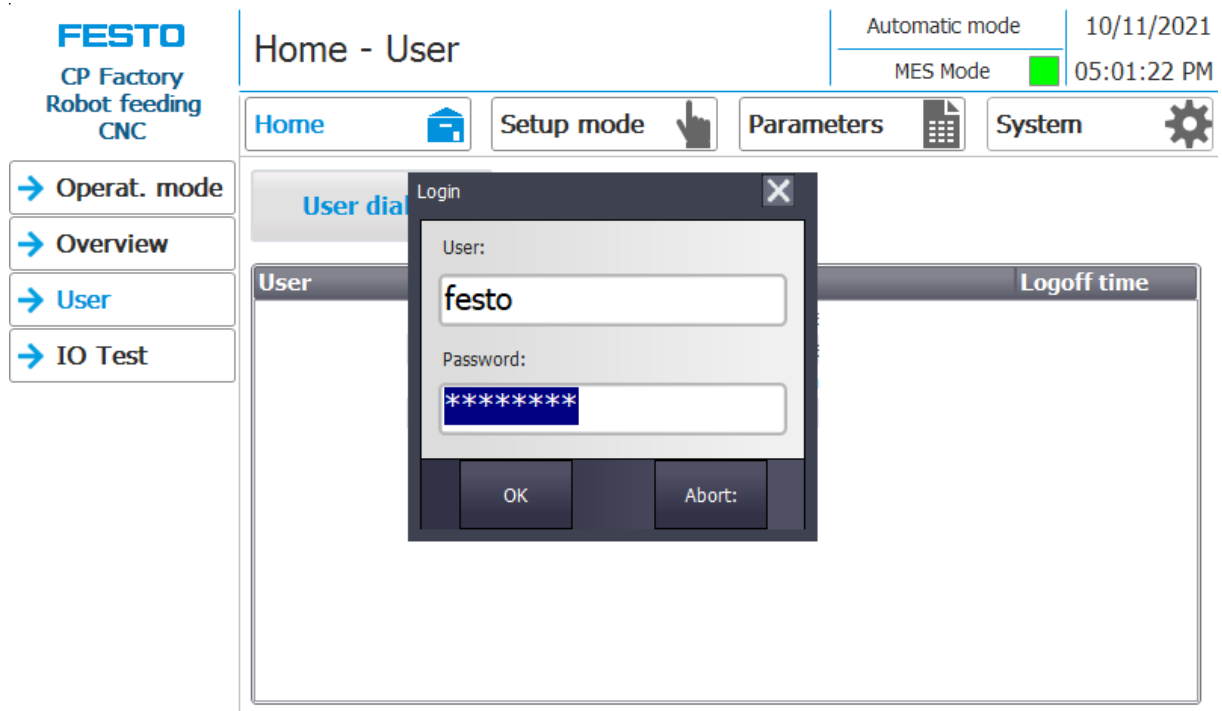 FESTO
CP Factory
Robot feeding
CNC
Home - User
Automatic mode
MES Mode
10/11/2021
05:01:22 PM
Home
Setup mode
Parameters
System
Operat. mode
Overview
User
IO Test
User dial
User
Logoff time
Login
User:
festo
Password:
********
OK
Abort: